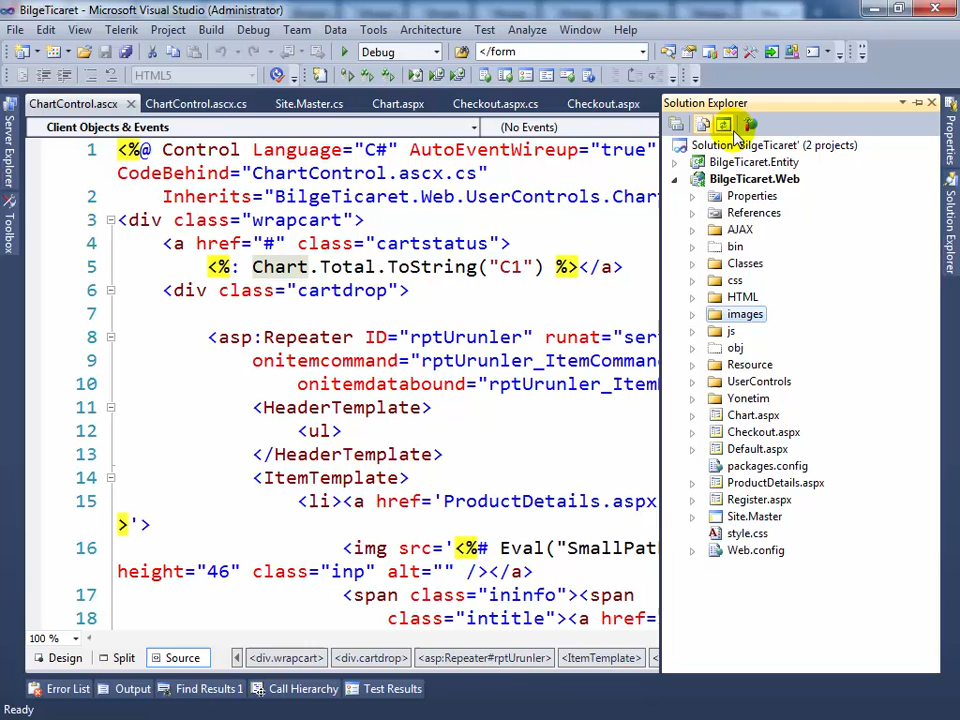 BilgeTicaret - Microsoft Visual Studio (Administrator)
File Edit View Telerik Project Build Debug Team Data Tools Architecture Test Analyze Window Help
Debug </form
HTML5
ChartControl.ascx ChartControl.ascx.cs Site.Master.cs Chart.aspx Checkout.aspx.cs Checkout.aspx
Client Objects & Events (No Events)
1 <%@ Control Language="C#" AutoEventWireup="true"
CodeBehind="ChartControl.ascx.cs"
2 Inherits="BilgeTicaret.Web.UserControls.Chart
3 <div class="wrapcart">
4 <a href="#" class="cartstatus">
5 <%: Chart.Total.ToString("C1") %></a>
6 <div class="cartdrop">
7
8 <asp:Repeater ID="rptUrunler" runat="ser
9 onitemcommand="rptUrunler_ItemCommand
10 onitemdatabound="rptUrunler_ItemD
11 <HeaderTemplate>
12 <ul>
13 </HeaderTemplate>
14 <ItemTemplate>
15 <li><a href='ProductDetails.aspx
>'>
16 <img src='<%# Eval("SmallPath
height="46" class="inp" alt="" /></a>
17 <span class="ininfo"><span
18 class="intitle"><a href=
100 %
Design Split Source <div.wrapcart> <div.cartdrop> <asp:Repeater#rptUrunler> <ItemTemplate>
Error List Output Find Results 1 Call Hierarchy Test Results
Ready
Server Explorer
Toolbox
Solution Explorer
Solution 'BilgeTicaret' (2 projects)
BilgeTicaret.Entity
BilgeTicaret.Web
Properties
References
AJAX
bin
Classes
css
HTML
images
js
obj
Resource
UserControls
Yonetim
Chart.aspx
Checkout.aspx
Default.aspx
packages.config
ProductDetails.aspx
Register.aspx
Site.Master
style.css
Web.config
Properties
Solution Explorer